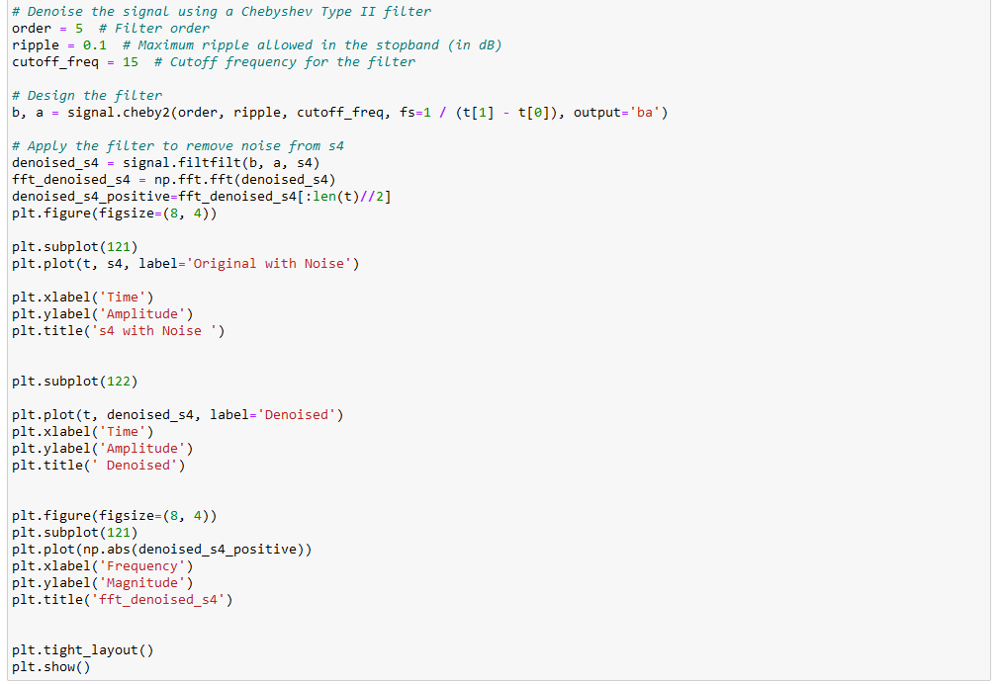 # Denoise the signal using a Chebyshev Type II filter
order = 5  # Filter order
ripple = 0.1  # Maximum ripple allowed in the stopband (in dB)
cutoff_freq = 15  # Cutoff frequency for the filter
# Design the filter
b, a = signal.cheby2(order, ripple, cutoff_freq, fs=1 / (t[1] - t[0]), output='ba')
# Apply the filter to remove noise from s4
denoised_s4 = signal.filtfilt(b, a, s4)
fft_denoised_s4 = np.fft.fft(denoised_s4)
denoised_s4_positive=fft_denoised_s4[:len(t)//2]
plt.figure(figsize=(8, 4))
plt.subplot(121)
plt.plot(t, s4, label='Original with Noise')
plt.xlabel('Time')
plt.ylabel('Amplitude')
plt.title('s4 with Noise ')
plt.subplot(122)
plt.plot(t, denoised_s4, label='Denoised')
plt.xlabel('Time')
plt.ylabel('Amplitude')
plt.title(' Denoised')
plt.figure(figsize=(8, 4))
plt.subplot(121)
plt.plot(np.abs(denoised_s4_positive))
plt.xlabel('Frequency')
plt.ylabel('Magnitude')
plt.title('fft_denoised_s4')
plt.tight_layout()
plt.show()